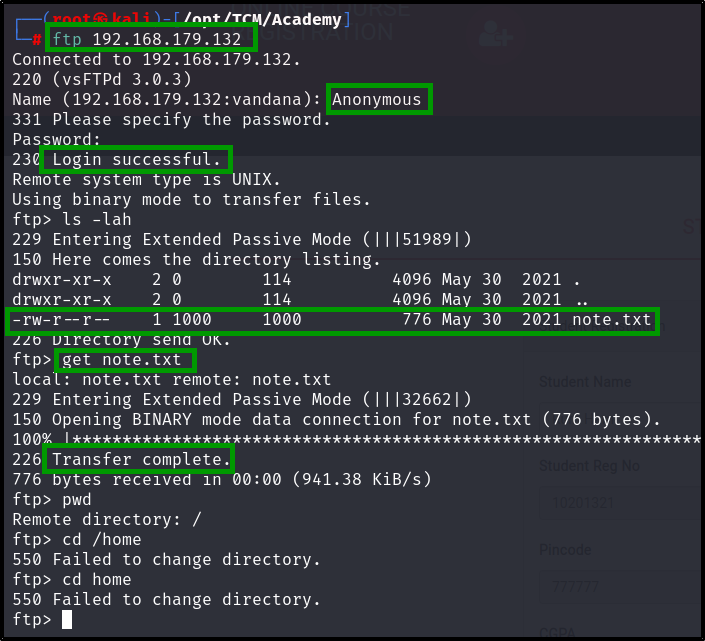 ONLINE COURSE
┌──(root㉿kali)-[/opt/TCM/Academy]
REGISTRATION
└─# ftp 192.168.179.132
Connected to 192.168.179.132.
220 (vsFTPd 3.0.3)
Name (192.168.179.132:vandana): Anonymous
331 Please specify the password.
Password:
230 Login successful.
Remote system type is UNIX.
Using binary mode to transfer files.
ftp> ls -lah
229 Entering Extended Passive Mode (|||51989|)
150 Here comes the directory listing.
drwxr-xr-x    2 0        114          4096 May 30  2021 .
drwxr-xr-x    2 0        114          4096 May 30  2021 ..
-rw-r--r--    1 1000     1000          776 May 30  2021 note.txt
226 Directory send OK.
ftp> get note.txt
local: note.txt remote: note.txt
Student Name
229 Entering Extended Passive Mode (|||32662|)
150 Opening BINARY mode data connection for note.txt (776 bytes).
100% |***************************************************************
226 Transfer complete.
Student Reg No
776 bytes received in 00:00 (941.38 KiB/s)
ftp> pwd
10201321
Remote directory: /
ftp> cd /home
Pincode
550 Failed to change directory.
ftp> cd home
777777
550 Failed to change directory.
ftp>
CGPA